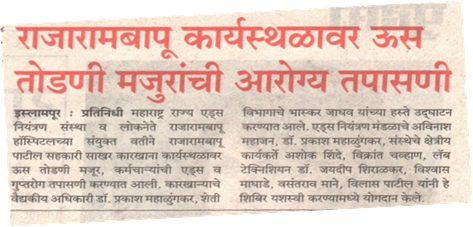 राजारामबापू कार्यस्थळावर ऊस
तोडणी मजुरांची आरोग्य तपासणी
इस्लामपूर : प्रतिनिधी महाराष्ट्र राज्य एड्स
नियंत्रण संस्था व लोकनेते राजारामबापू
हॉस्पिटलच्या संयुक्त वतीने राजारामबापू
पाटील सहकारी साखर कारखाना कार्यस्थळावर
ऊस तोडणी मजूर, कर्मचाऱ्यांची एड्स व
गुप्तरोग तपासणी करण्यात आली. कारखान्याचे
वैद्यकीय अधिकारी डॉ. प्रकाश महाळुंगकर, शेती
विभागाचे भास्कर जाधव यांच्या हस्ते उद्घाटन
करण्यात आले. एड्स नियंत्रण मंडळाचे अविनाश
महाजन, डॉ. प्रकाश महाळुंगकर, संस्थेचे क्षेत्रीय
कार्यकर्ते अशोक शिंदे, विक्रांत चव्हाण, लॅब
टेक्निशियन डॉ. जयदीप शिराळकर, विश्वास
माधाडे, वसंतराव माने, विलास पाटील यांनी हे
शिबिर यशस्वी करण्यामध्ये योगदान केले.